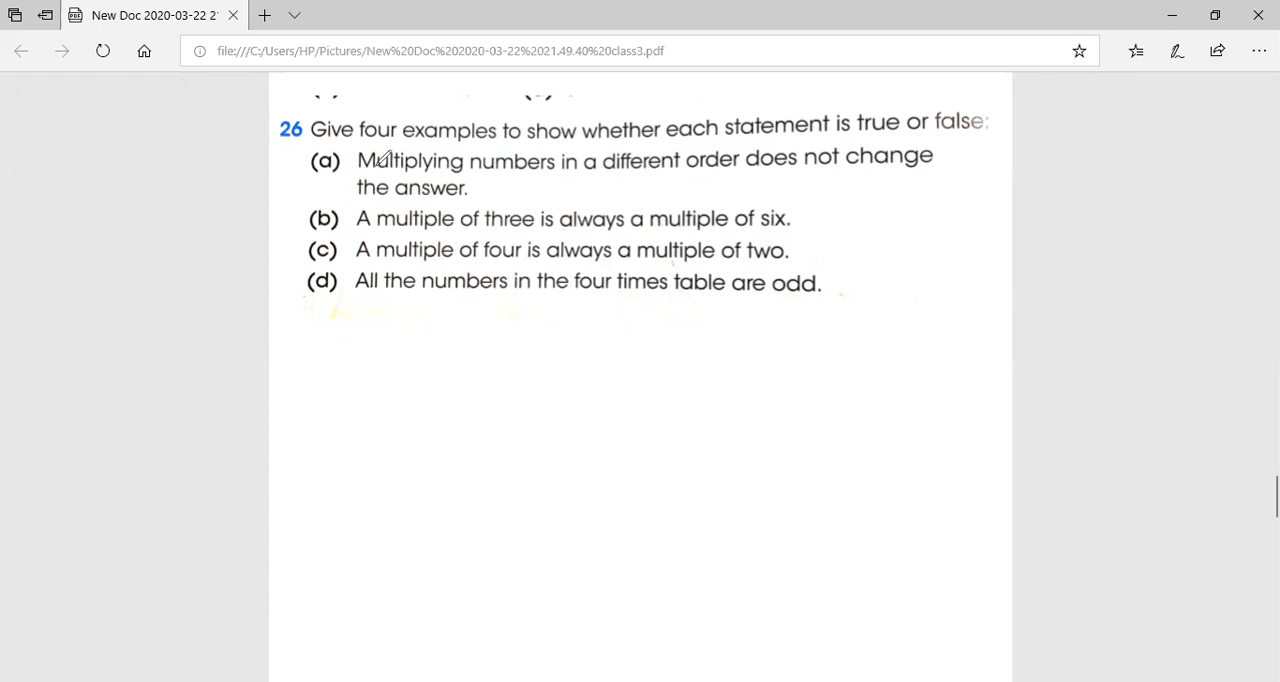 New Doc 2020-03-22 2
file:///C:/Users/HP/Pictures/New%20Doc%202020-03-22%2021.49.40%20class3.pdf
26 Give four examples to show whether each statement is true or false:
(a) Multiplying numbers in a different order does not change
the answer.
(b) A multiple of three is always a multiple of six.
(c) A multiple of four is always a multiple of two.
(d) All the numbers in the four times table are odd.